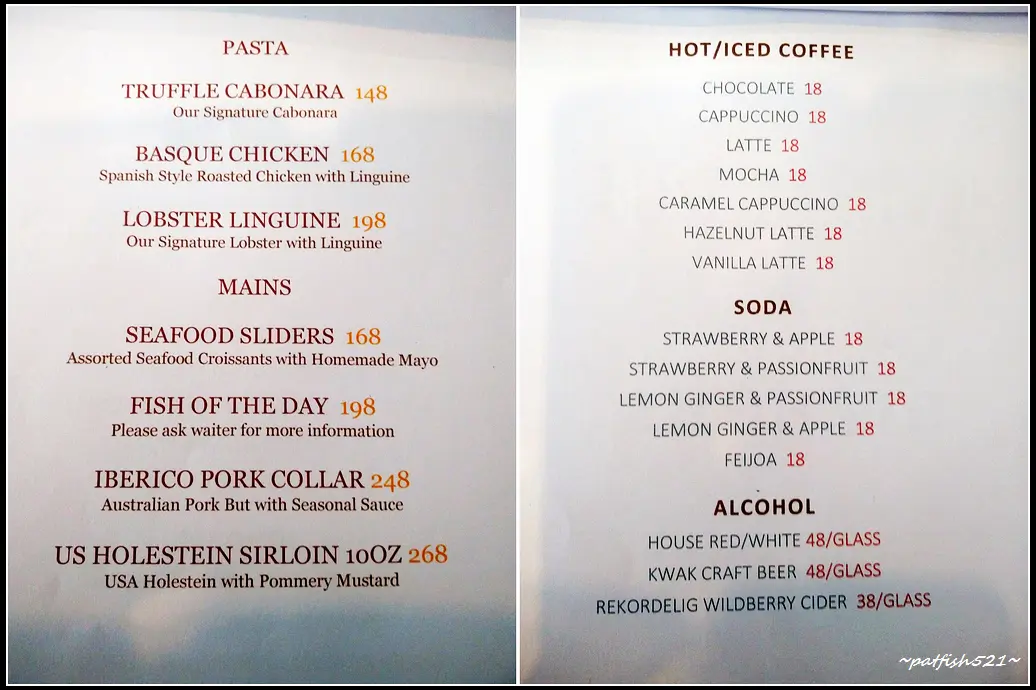 PASTA
TRUFFLE CABONARA 148
Our Signature Cabonara
BASQUE CHICKEN 168
Spanish Style Roasted Chicken with Linguine
LOBSTER LINGUINE 198
Our Signature Lobster with Linguine
MAINS
SEAFOOD SLIDERS 168
Assorted Seafood Croissants with Homemade Mayo
FISH OF THE DAY 198
Please ask waiter for more information
IBERICO PORK COLLAR 248
Australian Pork But with Seasonal Sauce
US HOLESTEIN SIRLOIN 10OZ 268
USA Holestein with Pommery Mustard
HOT/ICED COFFEE
CHOCOLATE 18
CAPPUCCINO 18
LATTE 18
MOCHA 18
CARAMEL CAPPUCCINO 18
HAZELNUT LATTE 18
VANILLA LATTE 18
SODA
STRAWBERRY & APPLE 18
STRAWBERRY & PASSIONFRUIT 18
LEMON GINGER & PASSIONFRUIT 18
LEMON GINGER & APPLE 18
FEIJOA 18
ALCOHOL
HOUSE RED/WHITE 48/GLASS
KWAK CRAFT BEER 48/GLASS
REKORDELIG WILDBERRY CIDER 38/GLASS
~patfish521~